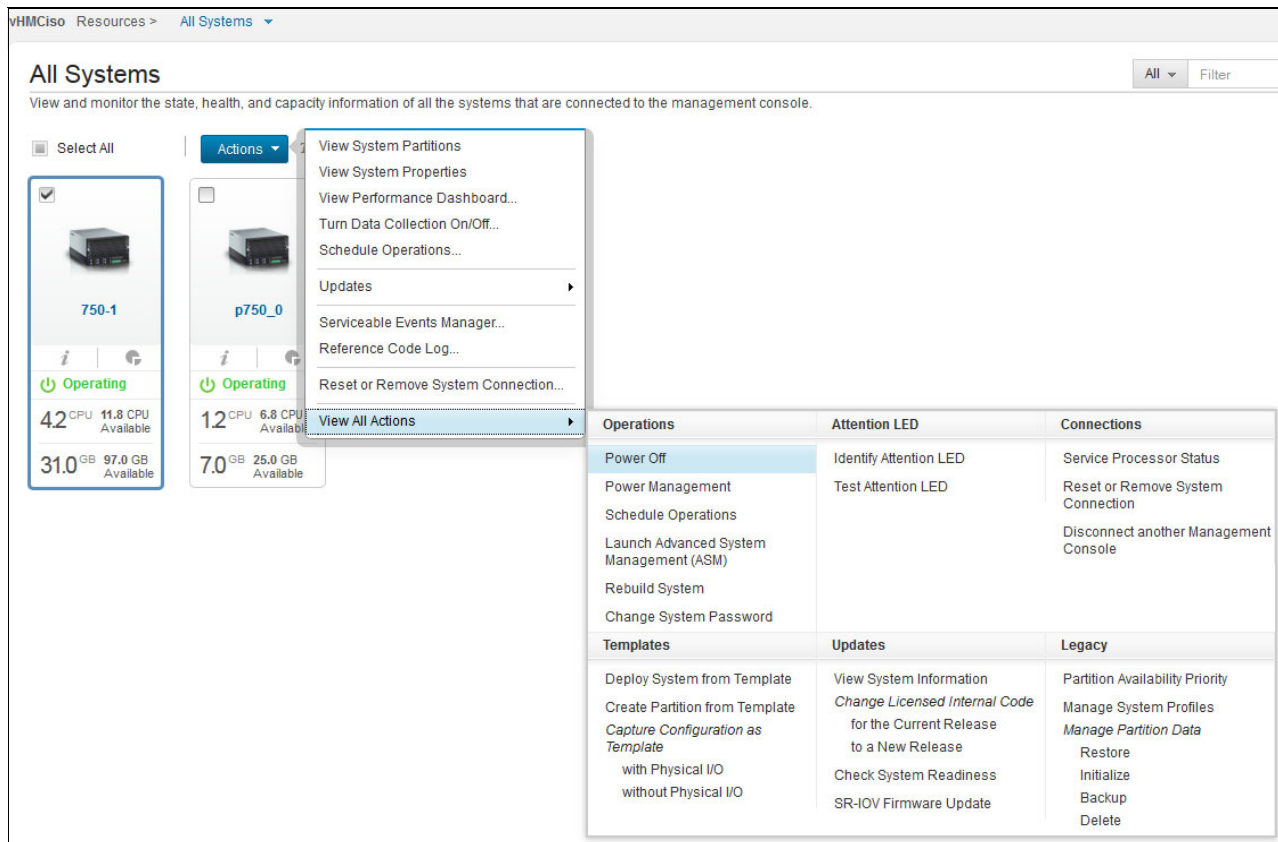 vHMCiso Resources > All Systems
All Systems
All Filter
View and monitor the state, health, and capacity information of all the systems that are connected to the management console.
Select All
Actions
View System Partitions
View System Properties
View Performance Dashboard...
Turn Data Collection On/Off...
Schedule Operations...
Updates
Serviceable Events Manager...
Reference Code Log...
Reset or Remove System Connection...
View All Actions
750-1
i
Operating
4.2 CPU 11.8 CPU
Available
31.0 GB 97.0 GB
Available
p750_0
i
Operating
1.2 CPU 6.8 CPU
7.0 GB 25.0 GB
Available
Operations
Power Off
Power Management
Schedule Operations
Launch Advanced System
Management (ASM)
Rebuild System
Change System Password
Attention LED
Identify Attention LED
Test Attention LED
Connections
Service Processor Status
Reset or Remove System
Connection
Disconnect another Management
Console
Templates
Deploy System from Template
Create Partition from Template
Capture Configuration as
Template
with Physical I/O
without Physical I/O
Updates
View System Information
Change Licensed Internal Code
for the Current Release
to a New Release
Check System Readiness
SR-IOV Firmware Update
Legacy
Partition Availability Priority
Manage System Profiles
Manage Partition Data
Restore
Initialize
Backup
Delete